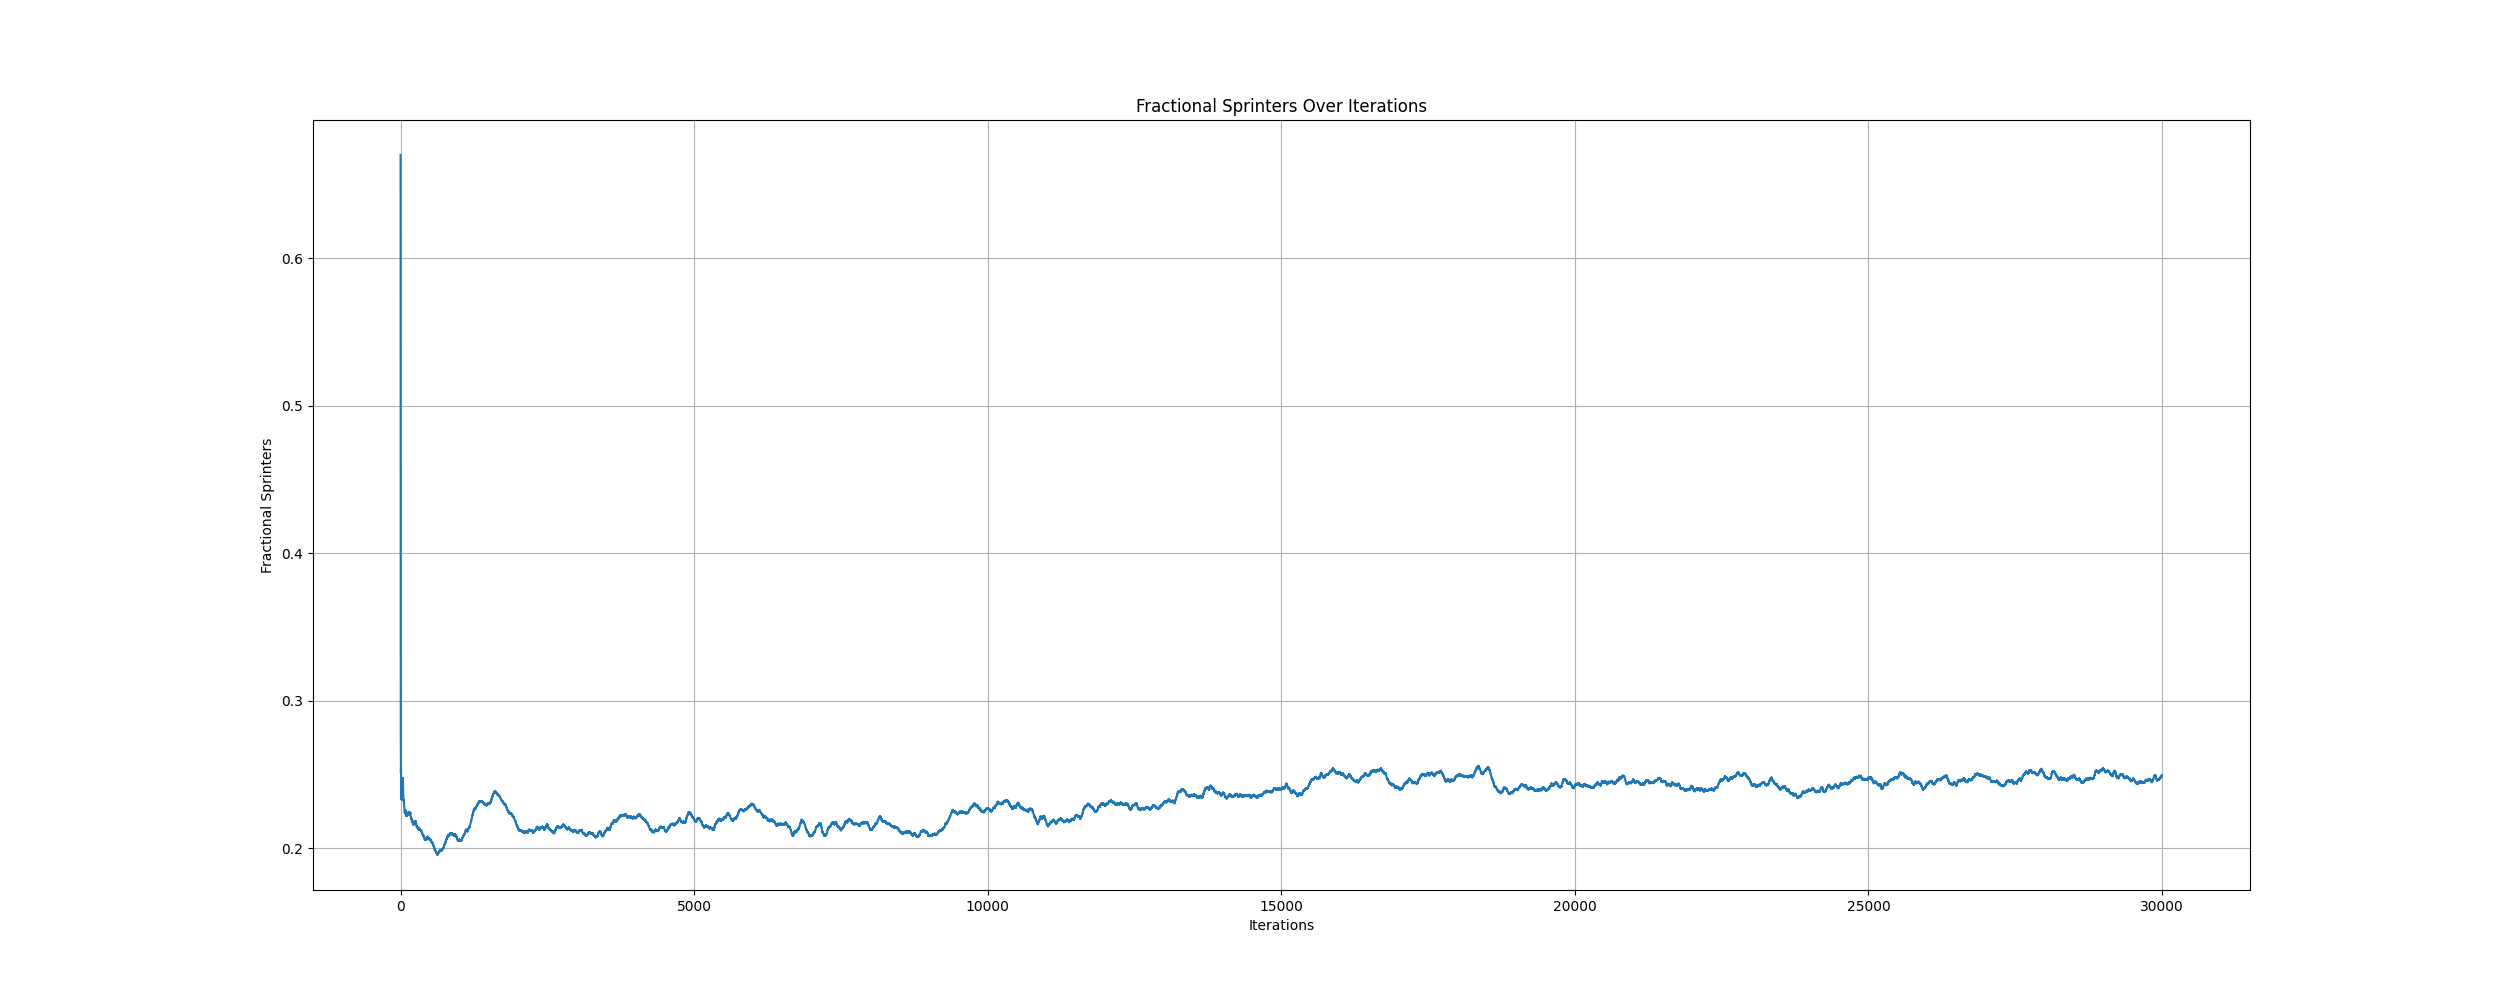 Fractional Sprinters Over Iterations
Fractional Sprinters
0.6
0.5
0.4
0.3
0.2
0 5000 10000 15000 20000 25000 30000
Iterations